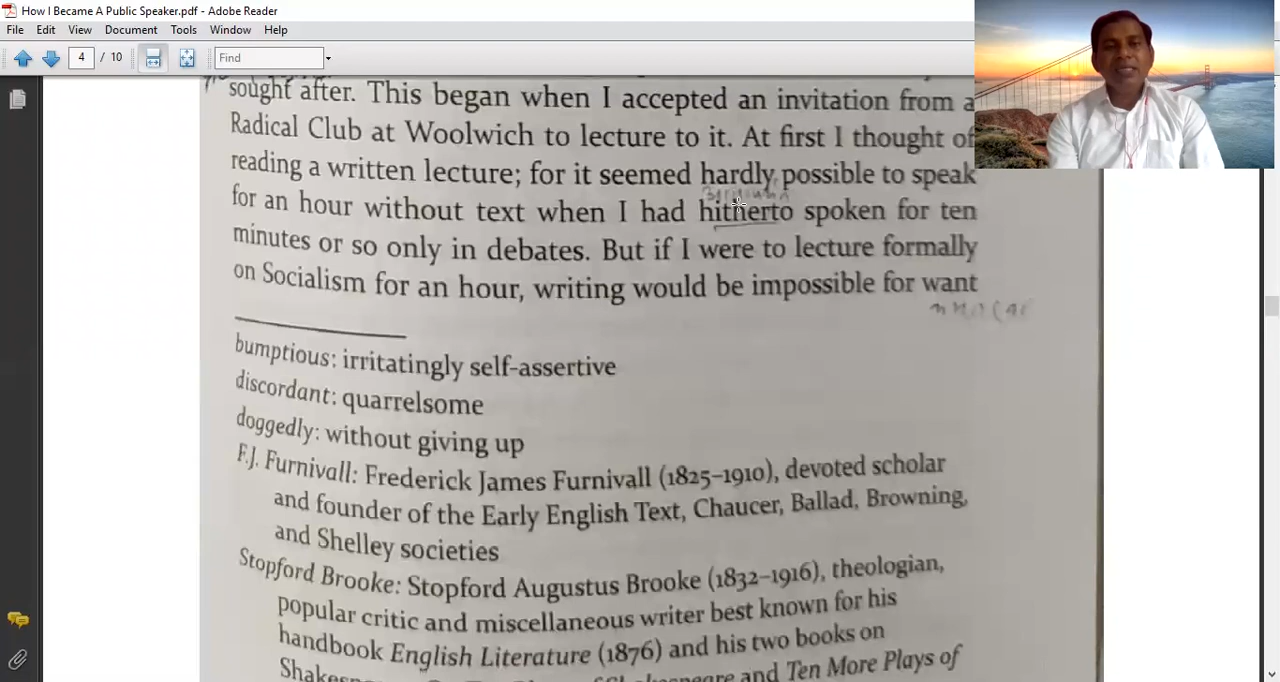 How I Became A Public Speaker.pdf - Adobe Reader
File Edit View Document Tools Window Help
4 / 10 Find
sought after. This began when I accepted an invitation from a
Radical Club at Woolwich to lecture to it. At first I thought of
reading a written lecture; for it seemed hardly possible to speak
for an hour without text when I had hitherto spoken for ten
minutes or so only in debates. But if I were to lecture formally
on Socialism for an hour, writing would be impossible for want
bumptious: irritatingly self-assertive
discordant: quarrelsome
doggedly: without giving up
F.J. Furnivall: Frederick James Furnivall (1825–1910), devoted scholar
and founder of the Early English Text, Chaucer, Ballad, Browning,
and Shelley societies
Stopford Brooke: Stopford Augustus Brooke (1832–1916), theologian,
popular critic and miscellaneous writer best known for his
handbook English Literature (1876) and his two books on
and Ten More Plays of